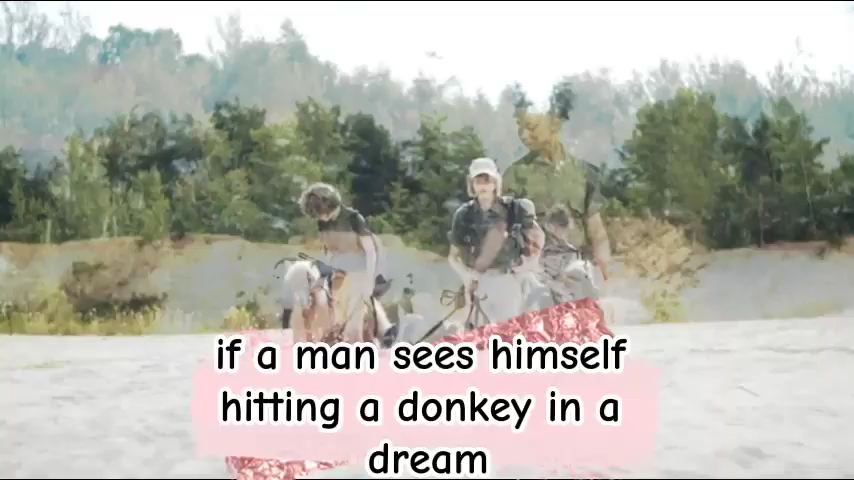 if a man sees himself
hitting a donkey in a
dream